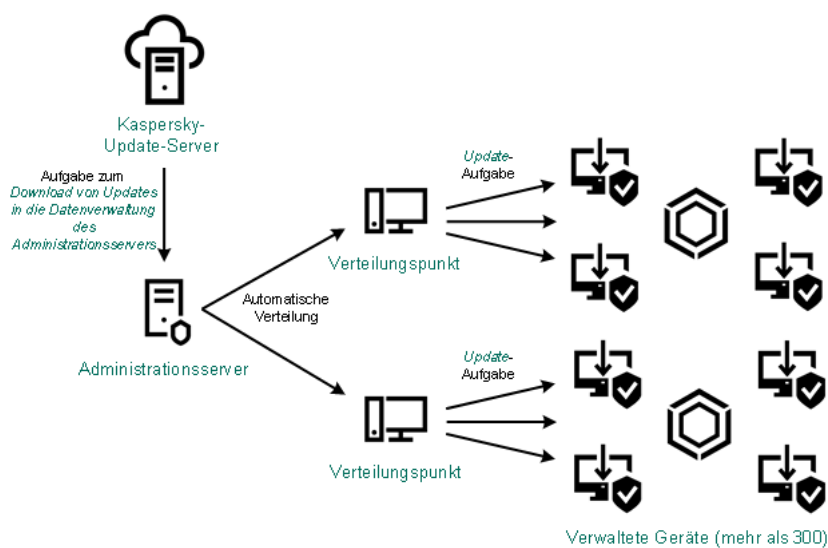 Kaspersky-
Update-Server
Aufgabe zum
Download von Updates
in die Datenverwaltung
des
Administrationsservers
Administrationsserver
Automatische
Verteilung
Verteilungspunkt
Update-
Aufgabe
Verteilungspunkt
Update-
Aufgabe
Verwaltete Geräte (mehr als 300)